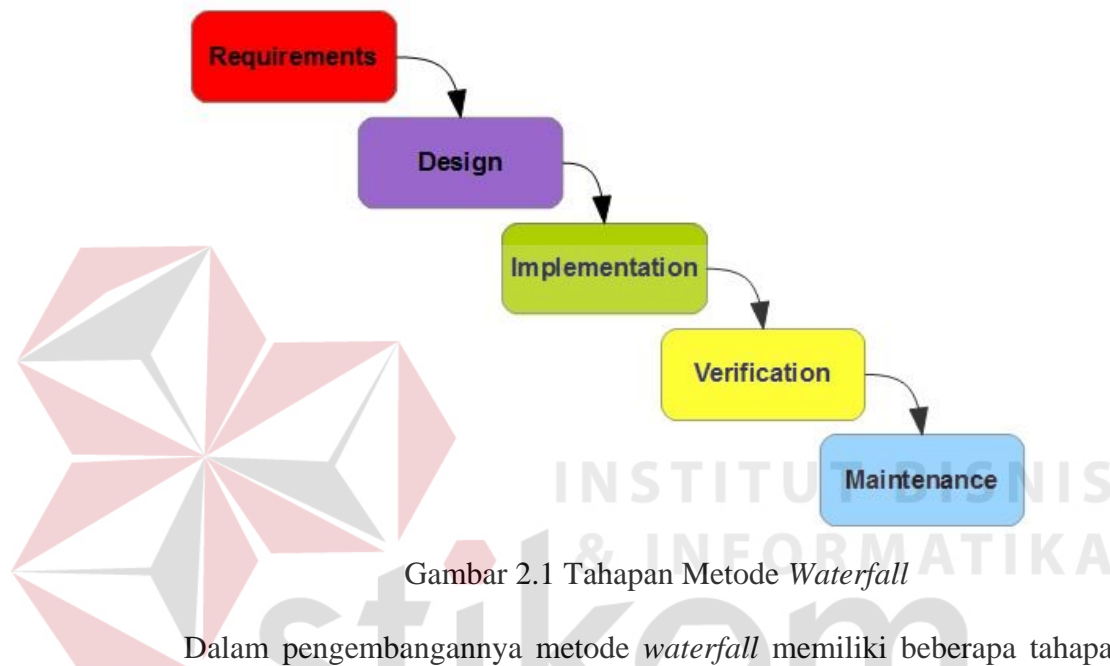 Requirements
Design
Implementation
Verification
Maintenance
INSTITUT BISNIS
& INFORMATIKA
Gambar 2.1 Tahapan Metode Waterfall
stikom
Dalam pengembangannya metode waterfall memiliki beberapa tahapa